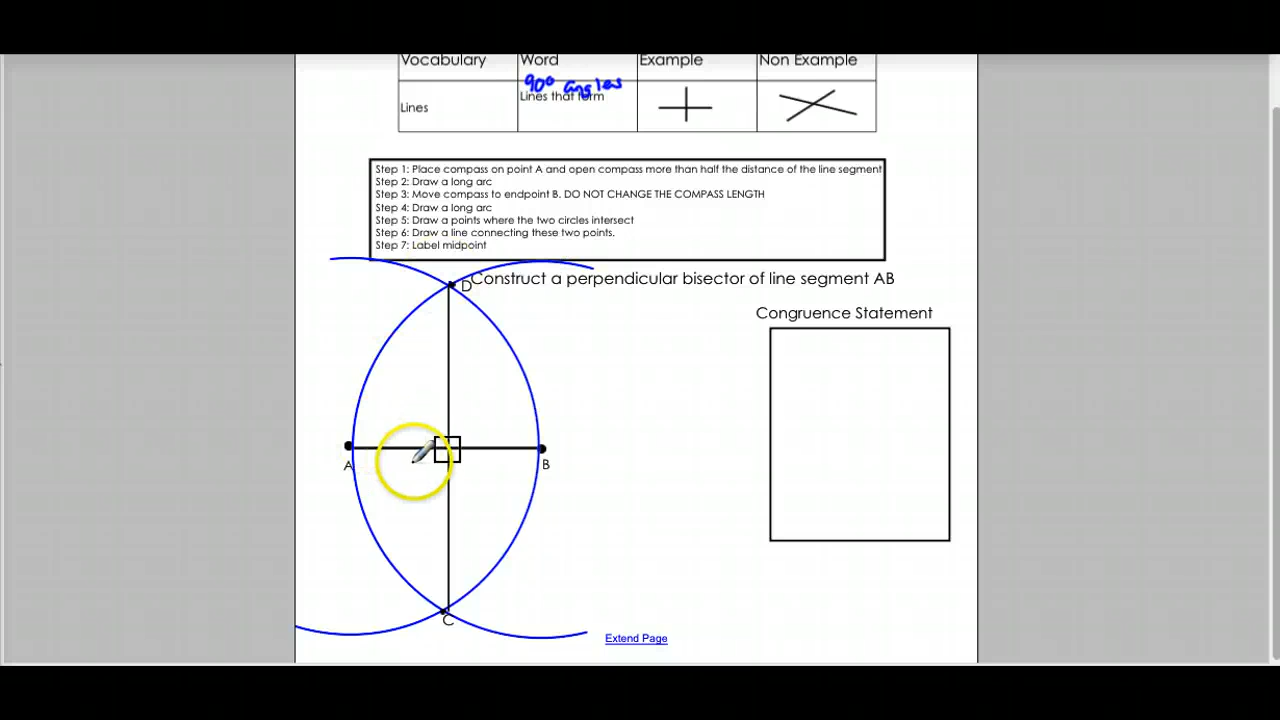 Vocabulary Word Example Non Example
90° angles
Lines Lines that form
Step 1: Place compass on point A and open compass more than half the distance of the line segment
Step 2: Draw a long arc
Step 3: Move compass to endpoint B. DO NOT CHANGE THE COMPASS LENGTH
Step 4: Draw a long arc
Step 5: Draw a points where the two circles intersect
Step 6: Draw a line connecting these two points.
Step 7: Label midpoint
D Construct a perpendicular bisector of line segment AB
Congruence Statement
A B
C
Extend Page